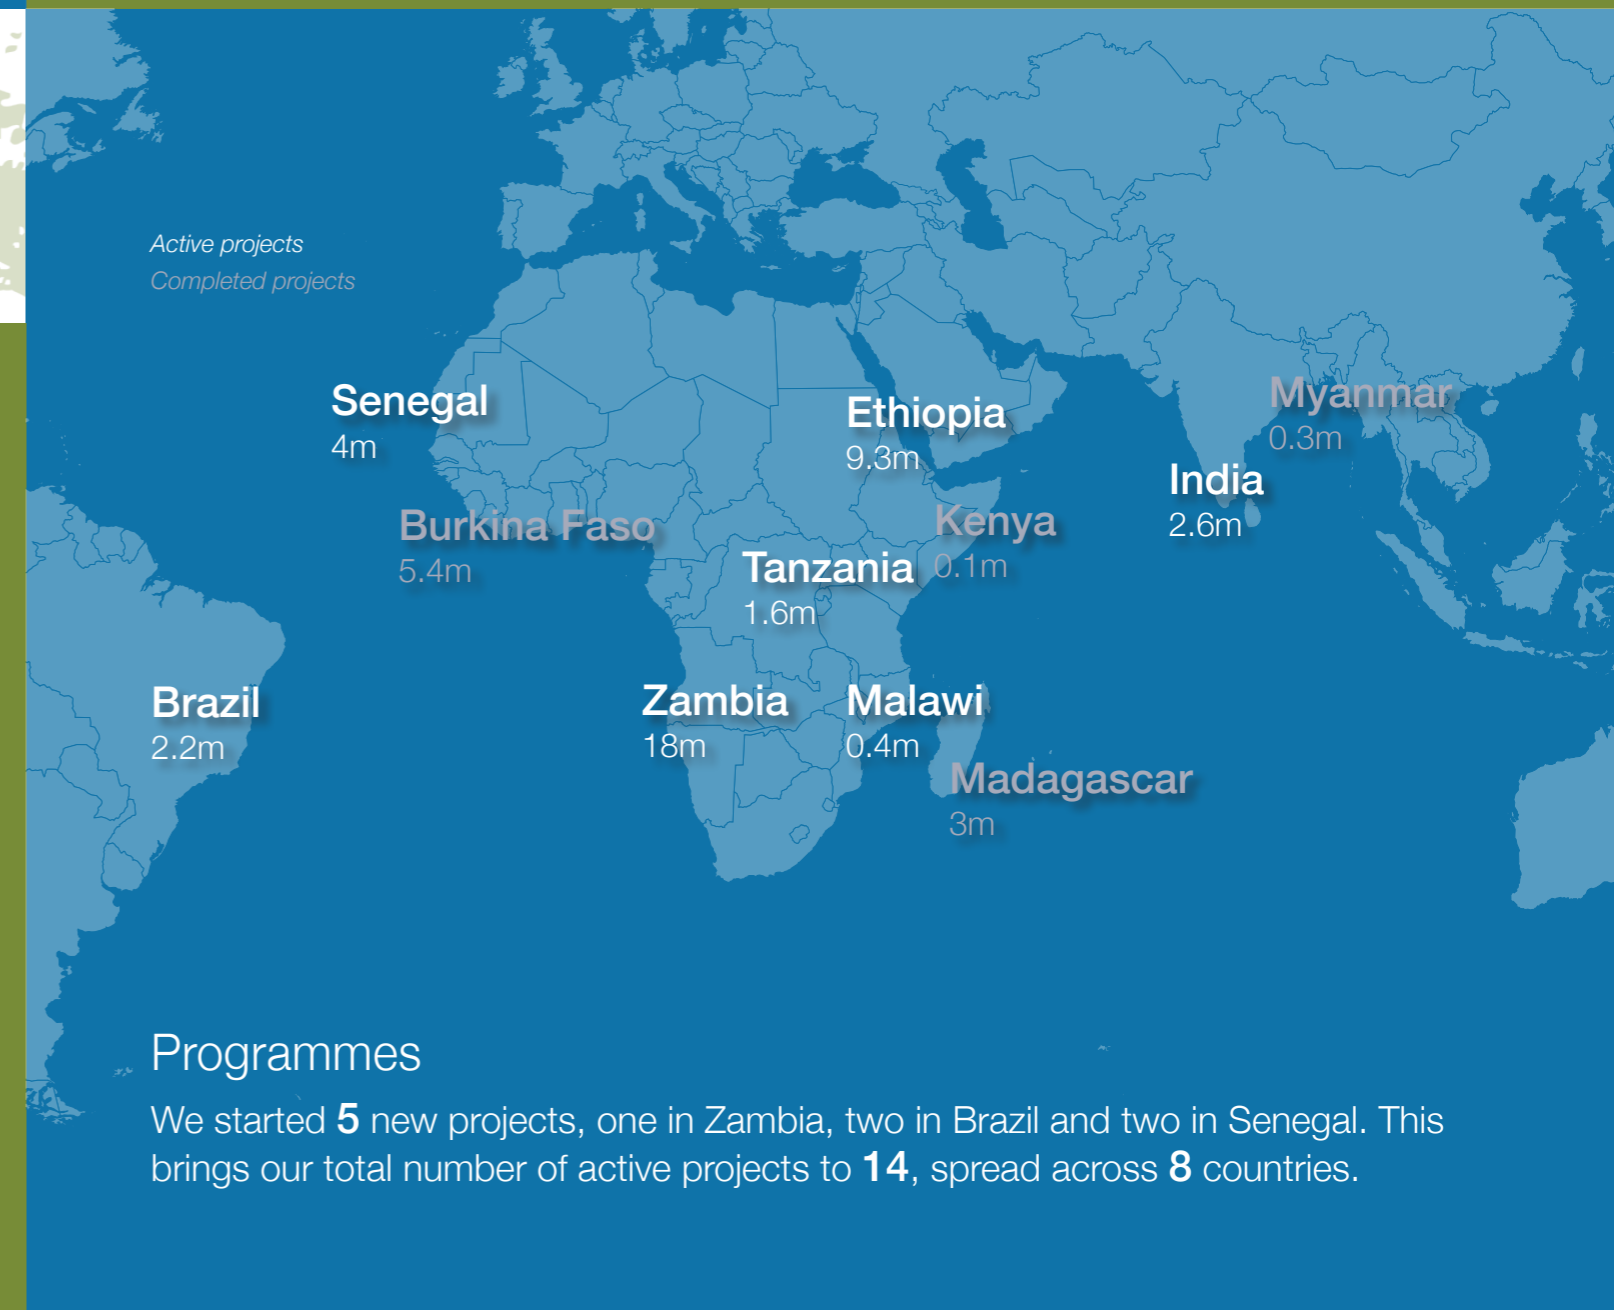 Active projects
Completed projects
Senegal
4m
Ethiopia
9.3m
Myanmar
0.3m
India
2.6m
Burkina Faso
5.4m
Kenya
0.1m
Tanzania
1.6m
Brazil
2.2m
Zambia
18m
Malawi
0.4m
Madagascar
3m
Programmes
We started 5 new projects, one in Zambia, two in Brazil and two in Senegal. This
brings our total number of active projects to 14, spread across 8 countries.